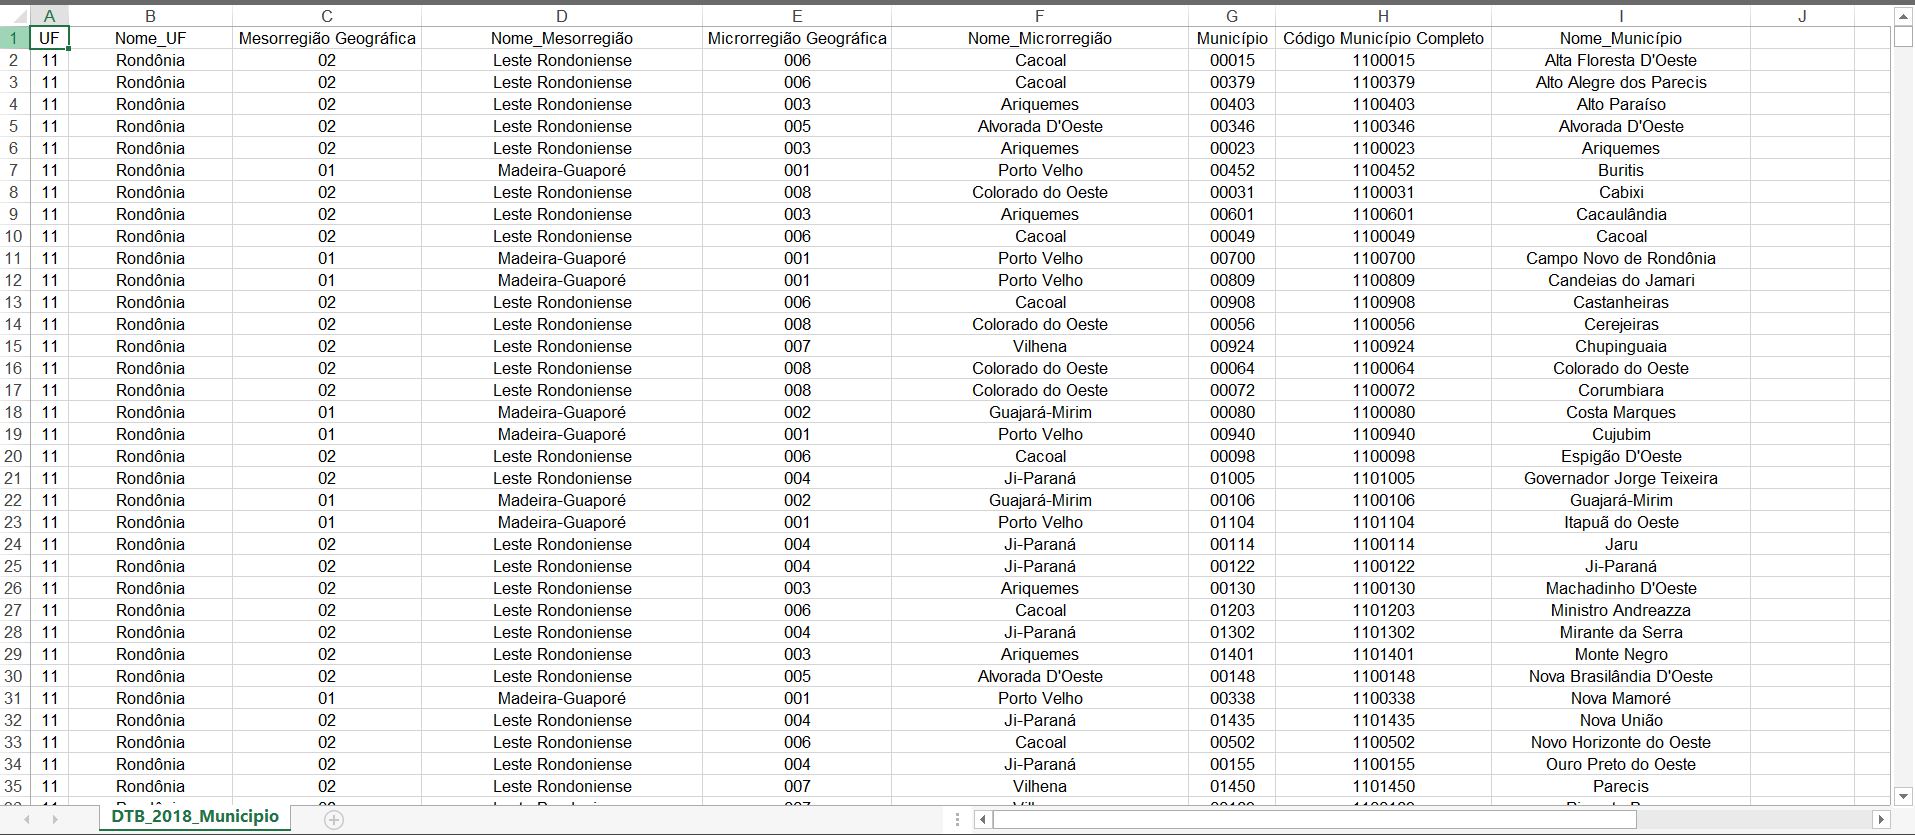 A B C D E F G H I J
1 UF Nome_UF Mesorregião Geográfica Nome_Mesorregião Microrregião Geográfica Nome_Microrregião Município Código Município Completo Nome_Município
2 11 Rondônia 02 Leste Rondoniense 006 Cacoal 00015 1100015 Alta Floresta D'Oeste
3 11 Rondônia 02 Leste Rondoniense 006 Cacoal 00379 1100379 Alto Alegre dos Parecis
4 11 Rondônia 02 Leste Rondoniense 003 Ariquemes 00403 1100403 Alto Paraíso
5 11 Rondônia 02 Leste Rondoniense 005 Alvorada D'Oeste 00346 1100346 Alvorada D'Oeste
6 11 Rondônia 02 Leste Rondoniense 003 Ariquemes 00023 1100023 Ariquemes
7 11 Rondônia 01 Madeira-Guaporé 001 Porto Velho 00452 1100452 Buritis
8 11 Rondônia 02 Leste Rondoniense 008 Colorado do Oeste 00031 1100031 Cabixi
9 11 Rondônia 02 Leste Rondoniense 003 Ariquemes 00601 1100601 Cacaulândia
10 11 Rondônia 02 Leste Rondoniense 006 Cacoal 00049 1100049 Cacoal
11 11 Rondônia 01 Madeira-Guaporé 001 Porto Velho 00700 1100700 Campo Novo de Rondônia
12 11 Rondônia 01 Madeira-Guaporé 001 Porto Velho 00809 1100809 Candeias do Jamari
13 11 Rondônia 02 Leste Rondoniense 006 Cacoal 00908 1100908 Castanheiras
14 11 Rondônia 02 Leste Rondoniense 008 Colorado do Oeste 00056 1100056 Cerejeiras
15 11 Rondônia 02 Leste Rondoniense 007 Vilhena 00924 1100924 Chupinguaia
16 11 Rondônia 02 Leste Rondoniense 008 Colorado do Oeste 00064 1100064 Colorado do Oeste
17 11 Rondônia 02 Leste Rondoniense 008 Colorado do Oeste 00072 1100072 Corumbiara
18 11 Rondônia 01 Madeira-Guaporé 002 Guajará-Mirim 00080 1100080 Costa Marques
19 11 Rondônia 01 Madeira-Guaporé 001 Porto Velho 00940 1100940 Cujubim
20 11 Rondônia 02 Leste Rondoniense 006 Cacoal 00098 1100098 Espigão D'Oeste
21 11 Rondônia 02 Leste Rondoniense 004 Ji-Paraná 01005 1101005 Governador Jorge Teixeira
22 11 Rondônia 01 Madeira-Guaporé 002 Guajará-Mirim 00106 1100106 Guajará-Mirim
23 11 Rondônia 01 Madeira-Guaporé 001 Porto Velho 01104 1101104 Itapuã do Oeste
24 11 Rondônia 02 Leste Rondoniense 004 Ji-Paraná 00114 1100114 Jaru
25 11 Rondônia 02 Leste Rondoniense 004 Ji-Paraná 00122 1100122 Ji-Paraná
26 11 Rondônia 02 Leste Rondoniense 003 Ariquemes 00130 1100130 Machadinho D'Oeste
27 11 Rondônia 02 Leste Rondoniense 006 Cacoal 01203 1101203 Ministro Andreazza
28 11 Rondônia 02 Leste Rondoniense 004 Ji-Paraná 01302 1101302 Mirante da Serra
29 11 Rondônia 02 Leste Rondoniense 003 Ariquemes 01401 1101401 Monte Negro
30 11 Rondônia 02 Leste Rondoniense 005 Alvorada D'Oeste 00148 1100148 Nova Brasilândia D'Oeste
31 11 Rondônia 01 Madeira-Guaporé 001 Porto Velho 00338 1100338 Nova Mamoré
32 11 Rondônia 02 Leste Rondoniense 004 Ji-Paraná 01435 1101435 Nova União
33 11 Rondônia 02 Leste Rondoniense 006 Cacoal 00502 1100502 Novo Horizonte do Oeste
34 11 Rondônia 02 Leste Rondoniense 004 Ji-Paraná 00155 1100155 Ouro Preto do Oeste
35 11 Rondônia 02 Leste Rondoniense 007 Vilhena 01450 1101450 Parecis
DTB_2018_Municipio